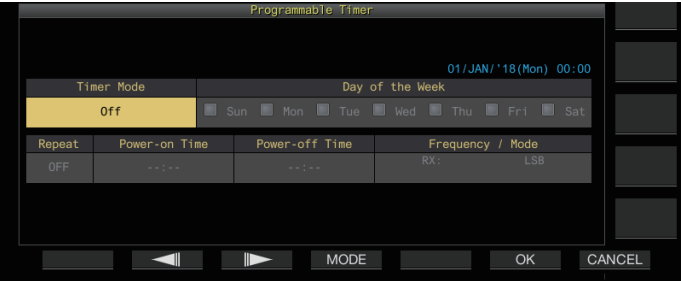 Programmable Timer
01/JAN/'18(Mon) 00:00
Timer Mode Day of the Week
Off Sun Mon Tue Wed Thu Fri Sat
Repeat Power-on Time Power-off Time Frequency / Mode
OFF --:-- --:-- RX: LSB
MODE OK CANCEL